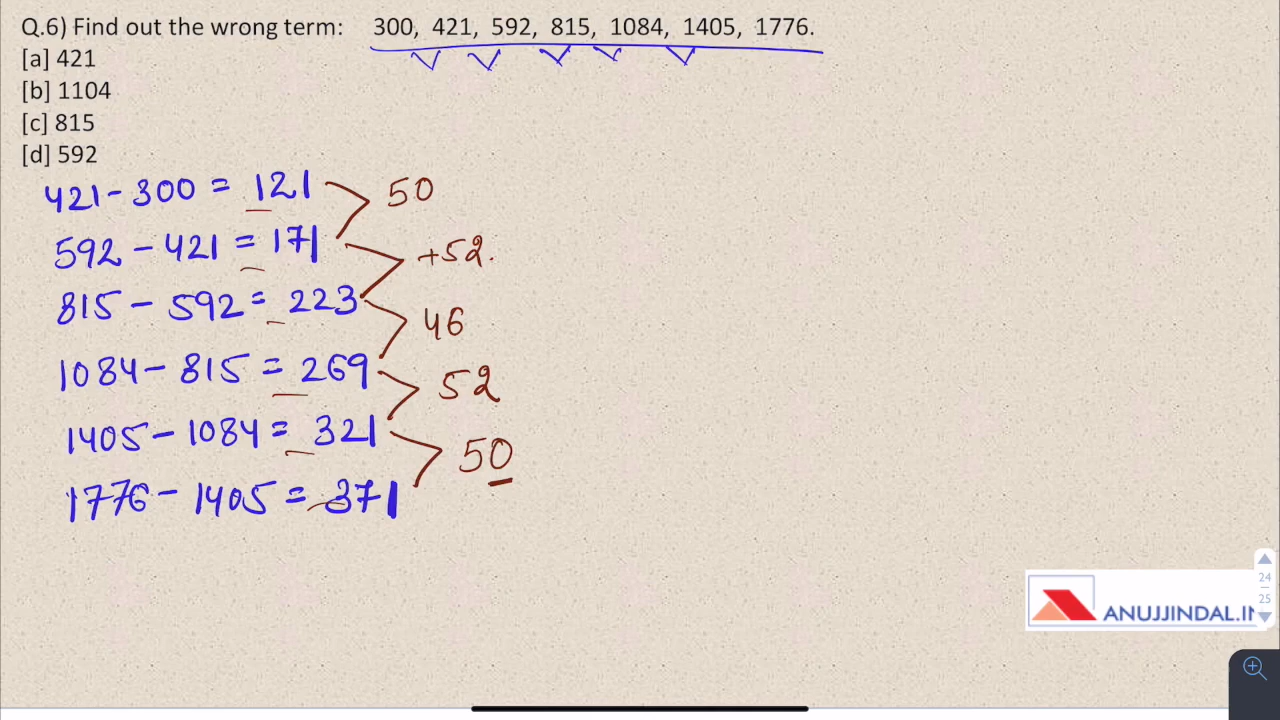 Q.6) Find out the wrong term: 300, 421, 592, 815, 1084, 1405, 1776.
[a] 421
[b] 1104
[c] 815
[d] 592
421 - 300 = 121
50
592 - 421 = 171
+52.
815 - 592 = 223
46
1084 - 815 = 269
52
1405 - 1084 = 321
50
1776 - 1405 = 371
24
25
ANUJJINDAL.IN